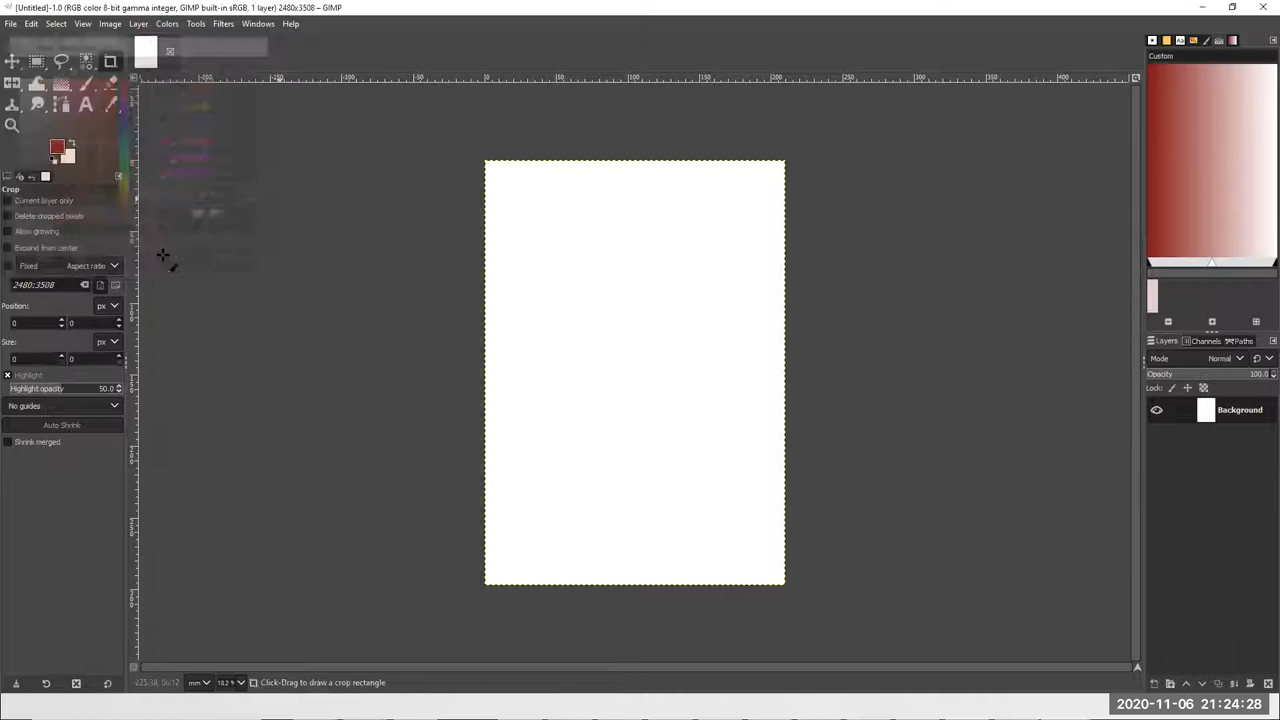 [Untitled]-1.0 (RGB color 8-bit gamma integer, GIMP built-in sRGB, 1 layer) 2480x3508 – GIMP
File Edit Select View Image Layer Colors Tools Filters Windows Help
Custom
Crop
Current layer only
Delete cropped pixels
Allow growing
Expand from center
Fixed Aspect ratio
2480:3508
Position: px
0 0
Size: px
0 0
Highlight
Highlight opacity 50.0
No guides
Auto Shrink
Shrink merged
Layers Channels Paths
Mode Normal
Opacity 100.0
Lock:
Background
mm 18.2 % Click-Drag to draw a crop rectangle
2020-11-06 21:24:28